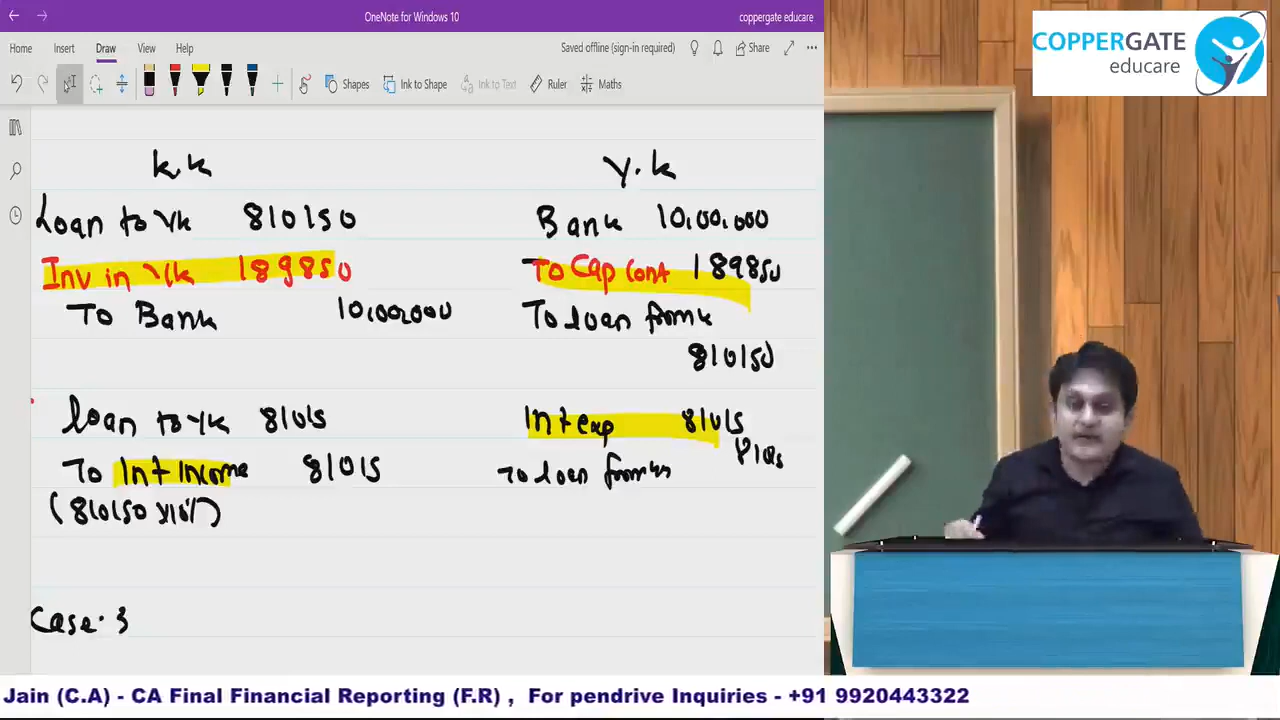 OneNote for Windows 10
coppergate educare
Home Insert Draw View Help
Saved offline (sign-in required)
Share
Shapes
Ink to Shape
Ink to Text
Ruler
Maths
COPPERGATE
educare
K.K
Y.K
Loan to YK 810150
Inv in YK 189850
To Bank 10,00,000
Bank 10,00,000
To Cap Cont 189850
To loan from K
810150
Loan to YK 81015
To Int Income 81015
(810150 x 10%)
Int exp 81015
81015
To loan from
Case: 3
Jain (C.A) - CA Final Financial Reporting (F.R) , For pendrive Inquiries - +91 9920443322